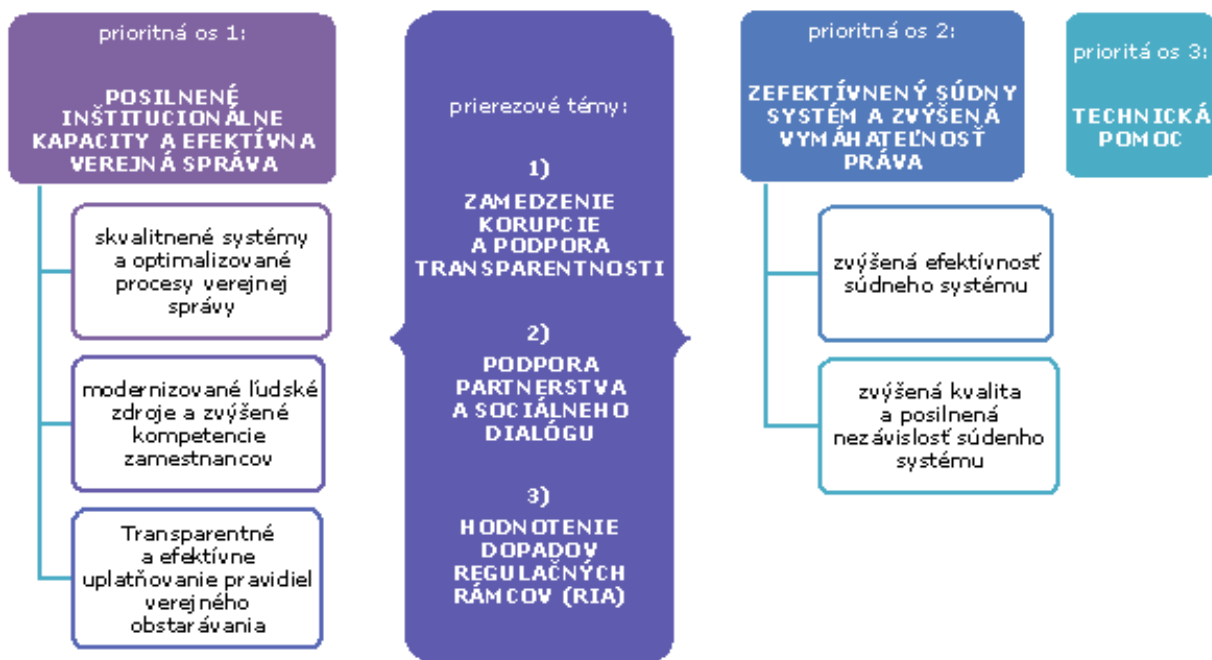 prioritná os 1:
POSILNENÉ
INŠTITUCIONÁLNE
KAPACITY A EFEKTÍVNA
VEREJNÁ SPRÁVA
skvalitnené systémy
a optimalizované
procesy verejnej
správy
modernizované ľudské
zdroje a zvýšené
kompetencie
zamestnancov
Transparentné
a efektívne
uplatňovanie pravidiel
verejného
obstarávania
prierezové témy:
1)
ZAMEDZENIE
KORUPCIE
A PODPORA
TRANSPARENTNOSTI
2)
PODPORA
PARTNERSTVA
A SOCIÁLNEHO
DIALÓGU
3)
HODNOTENIE
DOPADOV
REGULAČNÝCH
RÁMCOV (RIA)
prioritná os 2:
ZEFEKTÍVNENÝ SÚDNY
SYSTÉM A ZVÝŠENÁ
VYMÁHATEĽNOSŤ
PRÁVA
zvýšená efektívnosť
súdneho systému
zvýšená kvalita
a posilnená
nezávislosť súdenho
systému
prioritá os 3:
TECHNICKÁ
POMOC